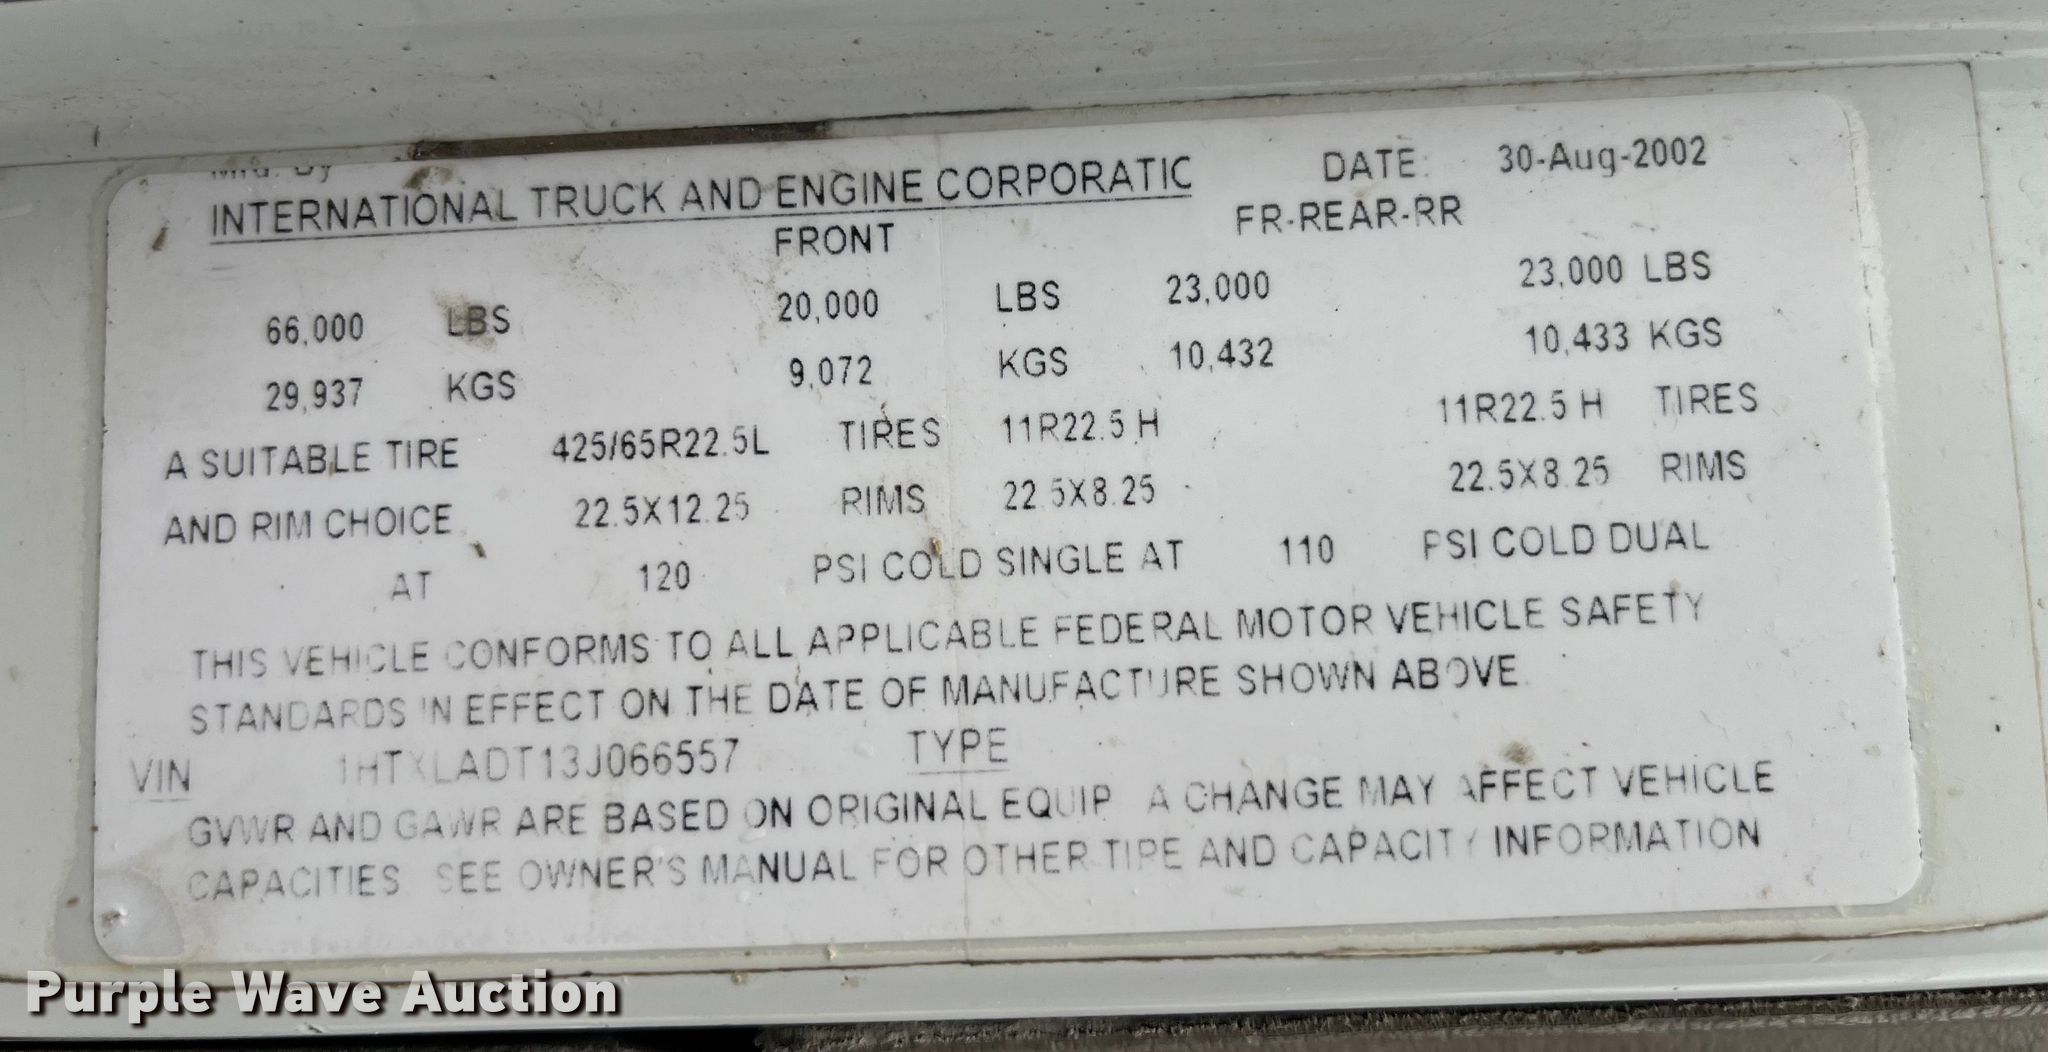 Mfg. By
INTERNATIONAL TRUCK AND ENGINE CORPORATIC DATE: 30-Aug-2002
FRONT FR-REAR-RR
66,000 LBS 20,000 LBS 23,000 23,000 LBS
29,937 KGS 9,072 KGS 10,432 10,433 KGS
A SUITABLE TIRE 425/65R22.5L TIRES 11R22.5 H 11R22.5 H TIRES
AND RIM CHOICE 22.5X12.25 RIMS 22.5X8.25 22.5X8.25 RIMS
AT 120 PSI COLD SINGLE AT 110 PSI COLD DUAL
THIS VEHICLE CONFORMS TO ALL APPLICABLE FEDERAL MOTOR VEHICLE SAFETY
STANDARDS IN EFFECT ON THE DATE OF MANUFACTURE SHOWN ABOVE.
VIN 1HTXLADT13J066557 TYPE
GVWR AND GAWR ARE BASED ON ORIGINAL EQUIP A CHANGE MAY AFFECT VEHICLE
CAPACITIES SEE OWNER'S MANUAL FOR OTHER TIRE AND CAPACITY INFORMATION
Purple Wave Auction